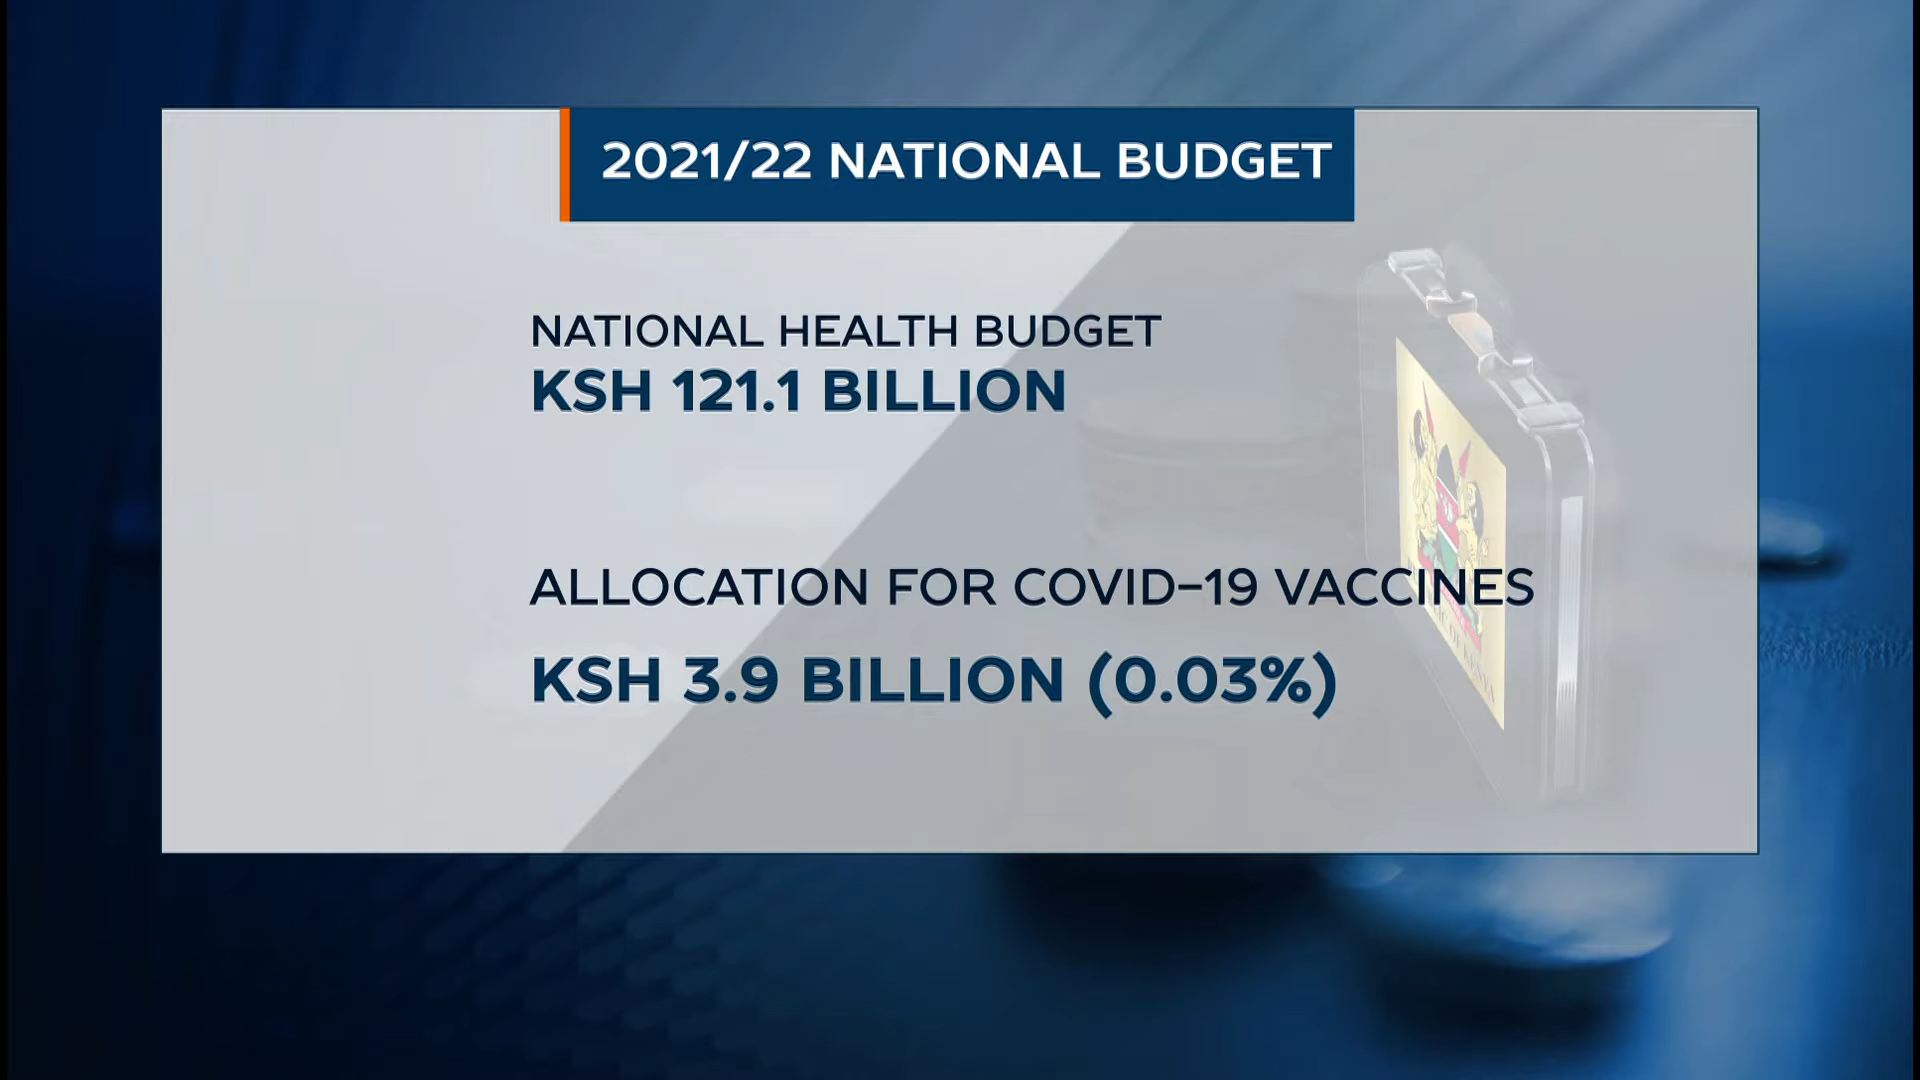 2021/22 NATIONAL BUDGET
NATIONAL HEALTH BUDGET
KSH 121.1 BILLION
ALLOCATION FOR COVID-19 VACCINES
KSH 3.9 BILLION (0.03%)